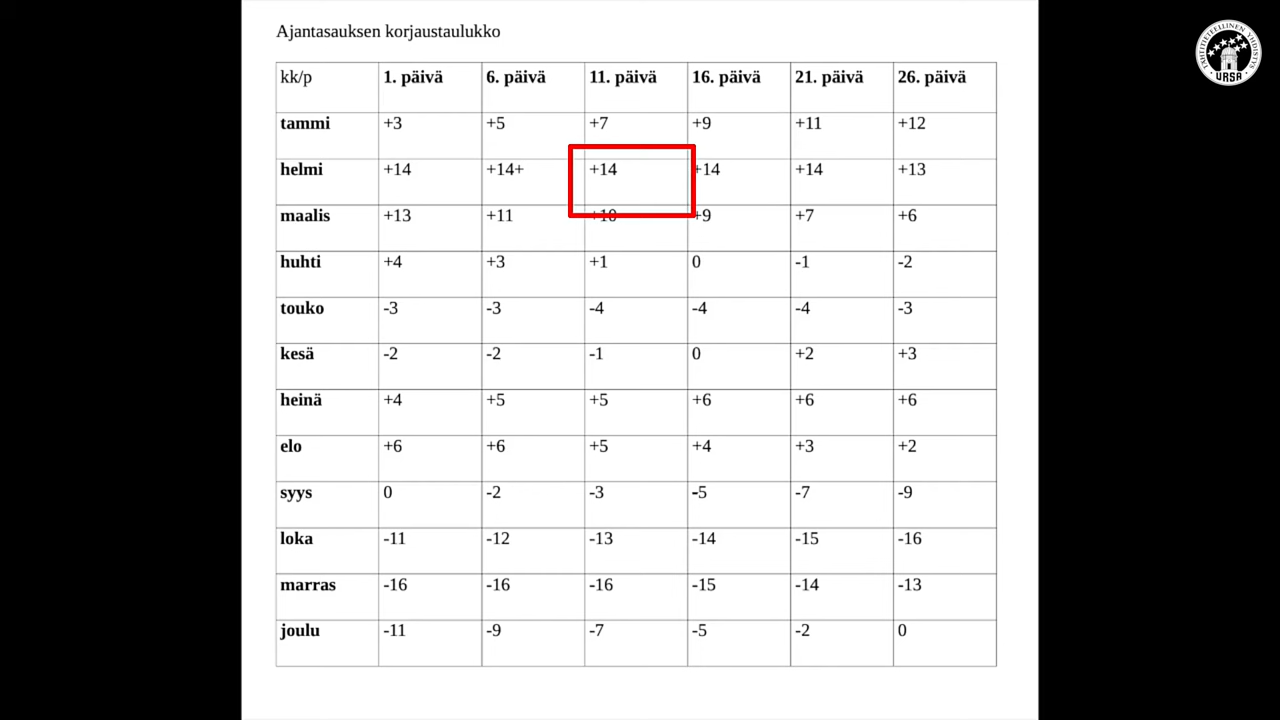 Ajantasauksen korjaustaulukko
kk/p 1. päivä 6. päivä 11. päivä 16. päivä 21. päivä 26. päivä
tammi +3 +5 +7 +9 +11 +12
helmi +14 +14+ +14 +14 +14 +13
maalis +13 +11 +10 +9 +7 +6
huhti +4 +3 +1 0 -1 -2
touko -3 -3 -4 -4 -4 -3
kesä -2 -2 -1 0 +2 +3
heinä +4 +5 +5 +6 +6 +6
elo +6 +6 +5 +4 +3 +2
syys 0 -2 -3 -5 -7 -9
loka -11 -12 -13 -14 -15 -16
marras -16 -16 -16 -15 -14 -13
joulu -11 -9 -7 -5 -2 0
TÄHTITIETEELLINEN YHDISTYS
URSA